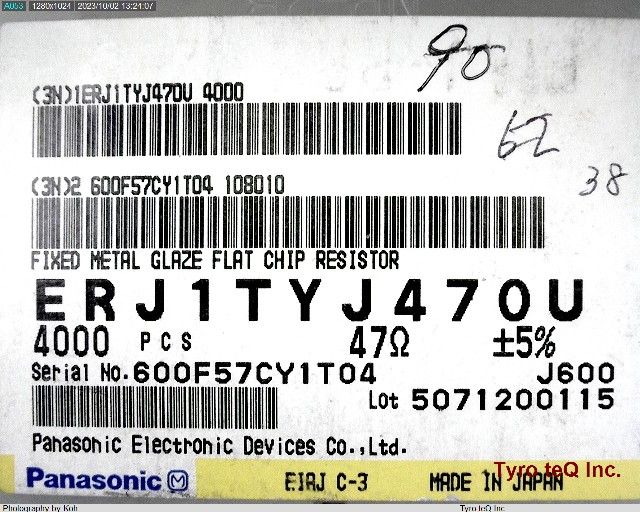 A053 1280x1024 2023/10/02 13:24:07
90
(3N)1ERJ1TYJ470U 4000
62
38
(3N)2 600F57CY1T04 108010
FIXED METAL GLAZE FLAT CHIP RESISTOR
ERJ1TYJ470U
4000 PCS 47Ω ±5%
Serial No.600F57CY1T04 J600
Lot 5071200115
Panasonic Electronic Devices Co.,Ltd.
Panasonic M EIRJ C-3 MADE IN JAPAN
Tyro teQ Inc.
Photography by Koh Tyro teQ Inc